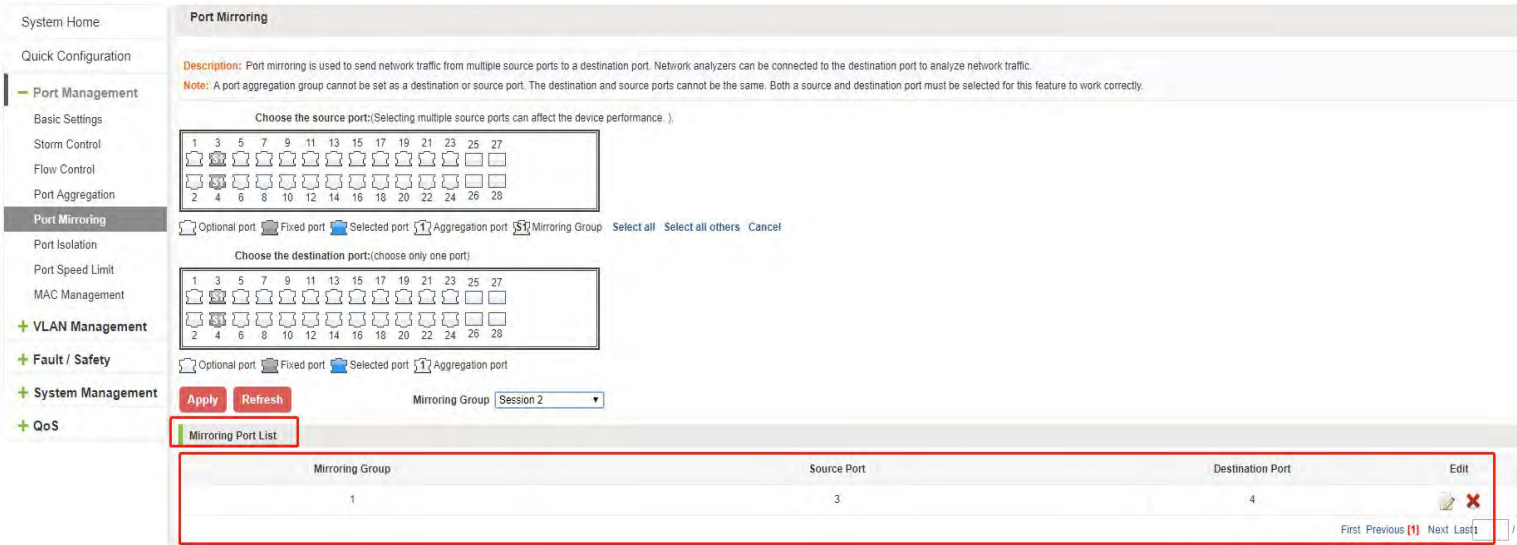 System Home
Quick Configuration
Port Management
Basic Settings
Storm Control
Flow Control
Port Aggregation
Port Mirroring
Port Isolation
Port Speed Limit
MAC Management
VLAN Management
Fault / Safety
System Management
QoS
Port Mirroring
Description: Port mirroring is used to send network traffic from multiple source ports to a destination port. Network analyzers can be connected to the destination port to analyze network traffic.
Note: A port aggregation group cannot be set as a destination or source port. The destination and source ports cannot be the same. Both a source and destination port must be selected for this feature to work correctly.
Choose the source port:(Selecting multiple source ports can affect the device performance. ).
1 3 5 7 9 11 13 15 17 19 21 23 25 27
S1
S1
2 4 6 8 10 12 14 16 18 20 22 24 26 28
Optional port Fixed port Selected port 1 Aggregation port S1 Mirroring Group Select all Select all others Cancel
Choose the destination port:(choose only one port)
1 3 5 7 9 11 13 15 17 19 21 23 25 27
S1
S1
2 4 6 8 10 12 14 16 18 20 22 24 26 28
Optional port Fixed port Selected port 1 Aggregation port
Apply Refresh Mirroring Group Session 2
Mirroring Port List
Mirroring Group Source Port Destination Port Edit
1 3 4
First Previous [1] Next Last 1 /